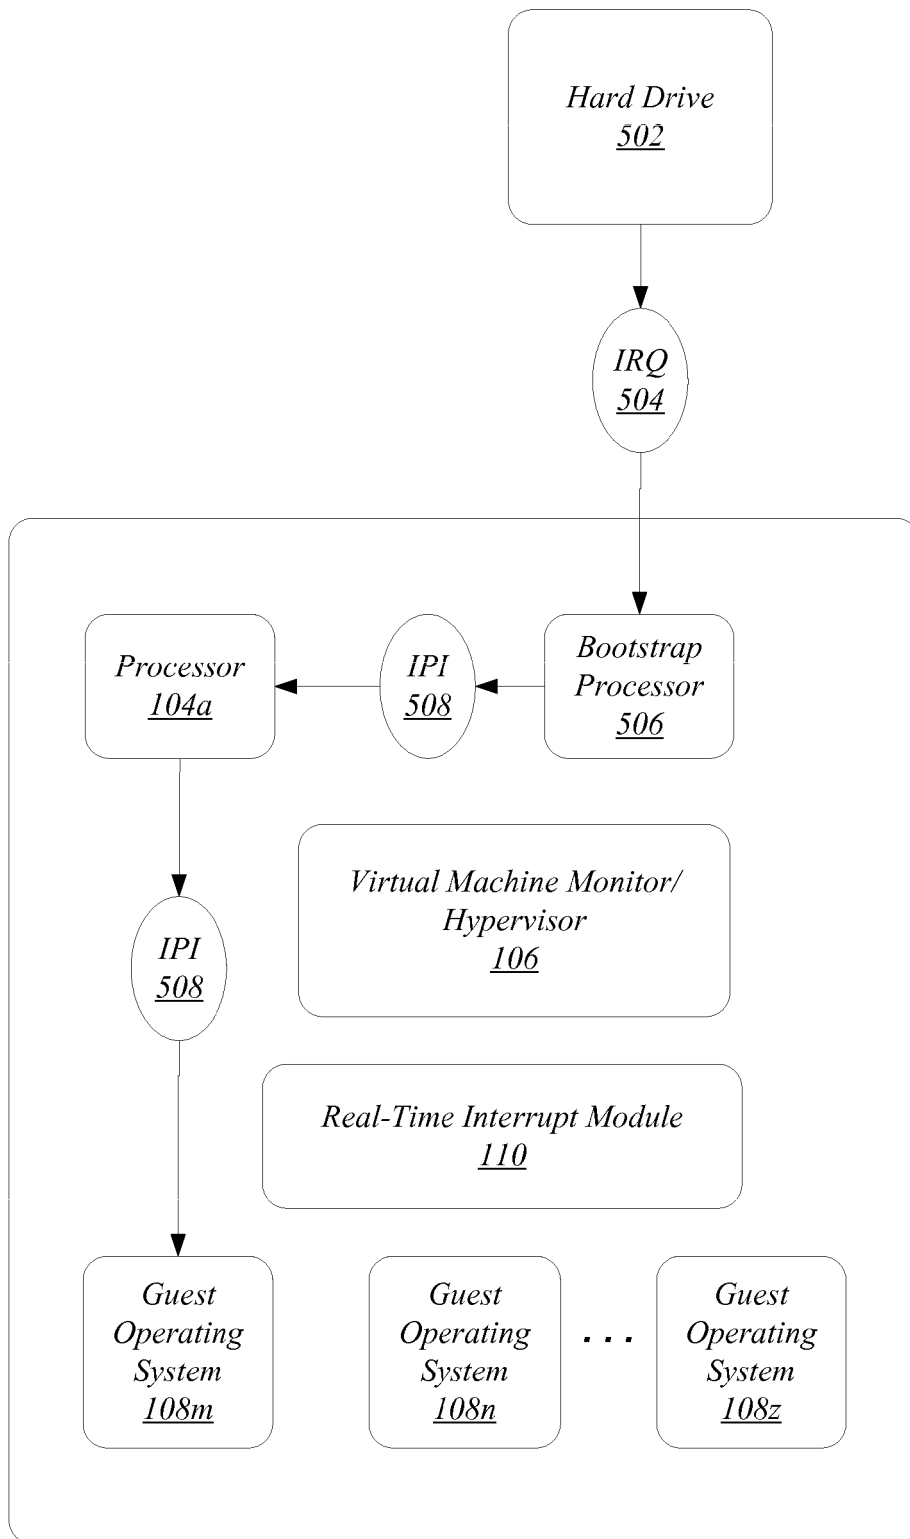 Hard Drive
502
IRQ
504
Bootstrap
Processor
506
IPI
508
Processor
104a
Virtual Machine Monitor/
Hypervisor
106
IPI
508
Real-Time Interrupt Module
110
Guest
Operating
System
108m
Guest
Operating
System
108n
. . .
Guest
Operating
System
108z